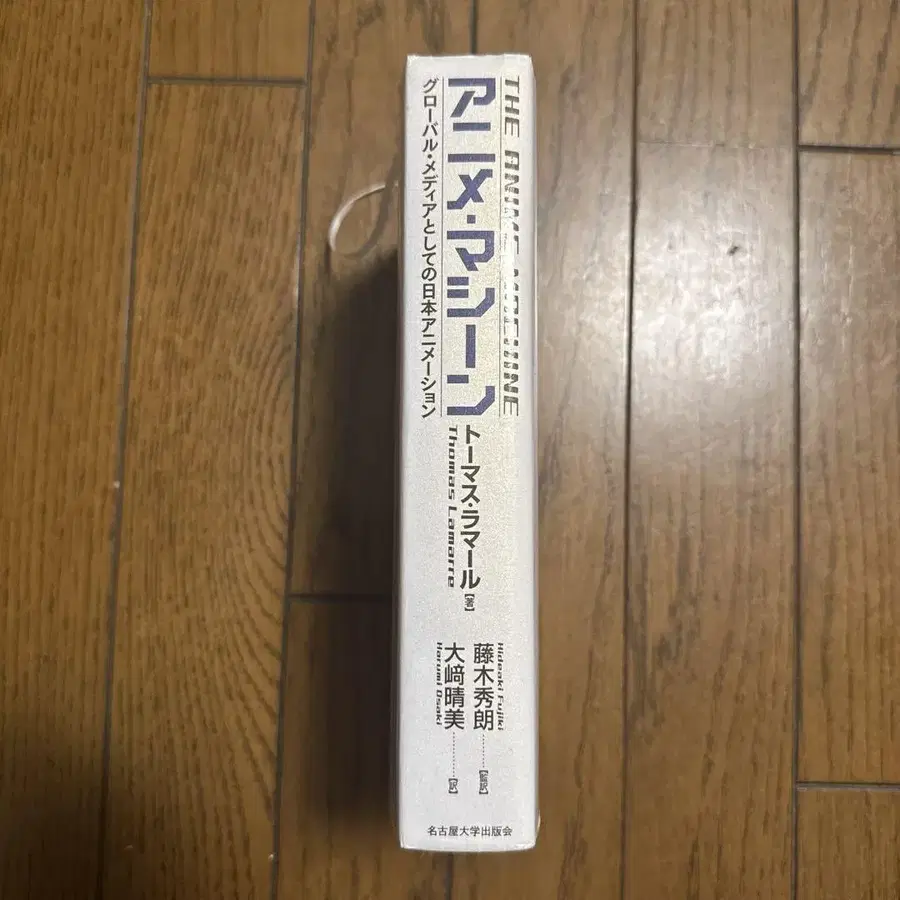 THE ANIME MACHINE
アニメ・マシーン
グローバル・メディアとしての日本アニメーション
トーマス・ラマール【著】
Thomas Lamarre
Hideaki Fujiki
藤木秀朗………【監訳】
大﨑晴美………【訳】
Harumi Osaki
名古屋大学出版会